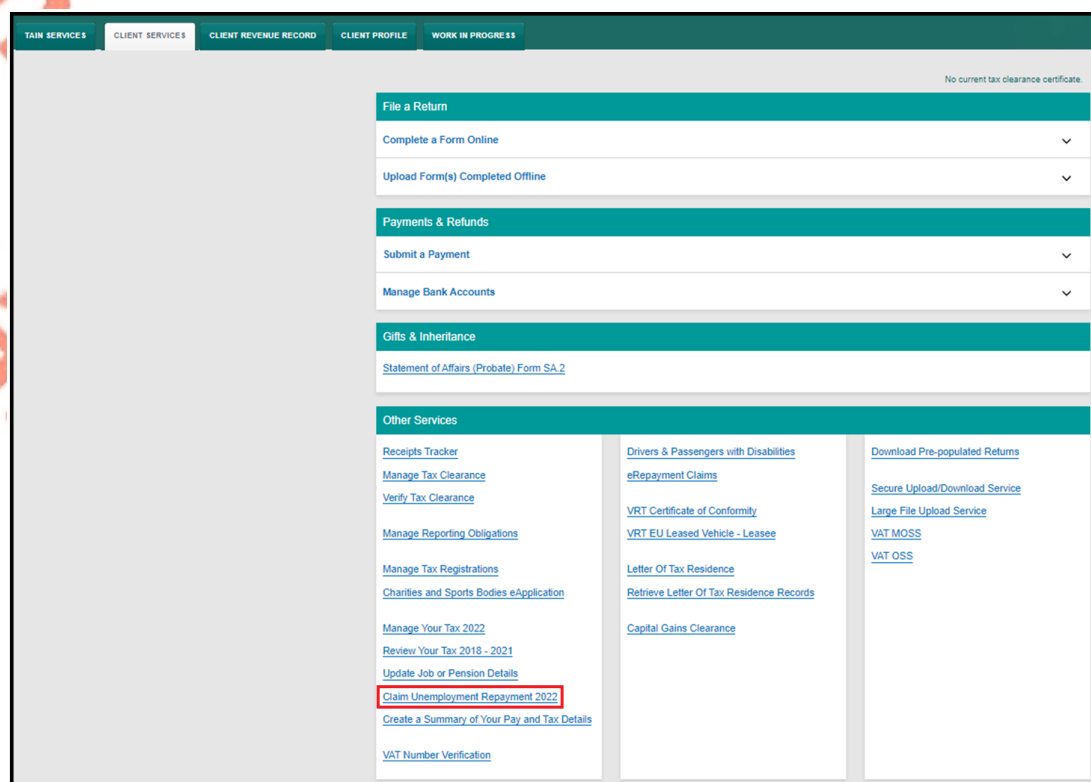 TAIN SERVICES
CLIENT SERVICES
CLIENT REVENUE RECORD
CLIENT PROFILE
WORK IN PROGRESS
No current tax clearance certificate.
File a Return
Complete a Form Online
Upload Form(s) Completed Offline
Payments & Refunds
Submit a Payment
Manage Bank Accounts
Gifts & Inheritance
Statement of Affairs (Probate) Form SA.2
Other Services
Receipts Tracker
Manage Tax Clearance
Verify Tax Clearance
Manage Reporting Obligations
Manage Tax Registrations
Charities and Sports Bodies eApplication
Manage Your Tax 2022
Review Your Tax 2018 - 2021
Update Job or Pension Details
Claim Unemployment Repayment 2022
Create a Summary of Your Pay and Tax Details
VAT Number Verification
Drivers & Passengers with Disabilities
eRepayment Claims
VRT Certificate of Conformity
VRT EU Leased Vehicle - Leasee
Letter Of Tax Residence
Retrieve Letter Of Tax Residence Records
Capital Gains Clearance
Download Pre-populated Returns
Secure Upload/Download Service
Large File Upload Service
VAT MOSS
VAT OSS